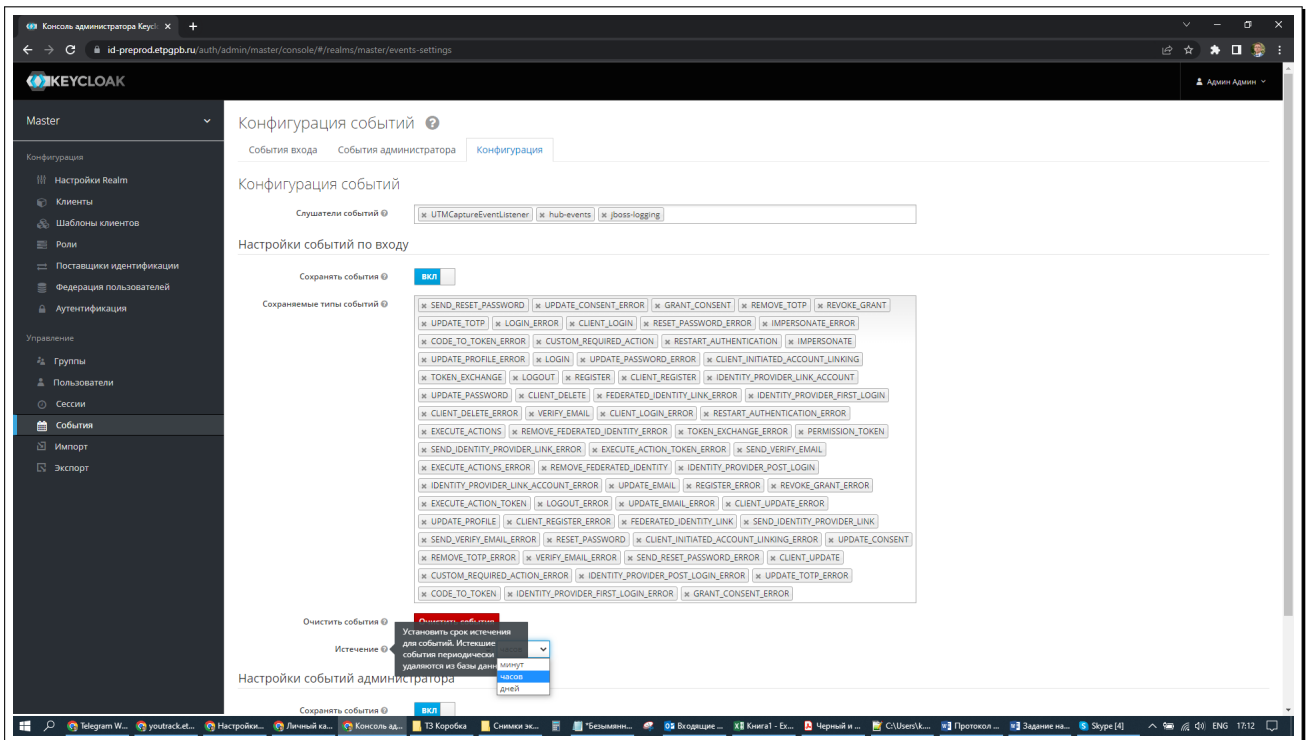 Консоль администратора Keycl
id-preprod.etpgpb.ru/auth/admin/master/console/#/realms/master/events-settings
KEYCLOAK
Админ Админ
Master
Конфигурация
Настройки Realm
Клиенты
Шаблоны клиентов
Роли
Поставщики идентификации
Федерация пользователей
Аутентификация
Управление
Группы
Пользователи
Сессии
События
Импорт
Экспорт
Конфигурация событий
События входа События администратора Конфигурация
Конфигурация событий
Слушатели событий UTMCaptureEventListener hub-events jboss-logging
Настройки событий по входу
Сохранять события ВКЛ
Сохраняемые типы событий SEND_RESET_PASSWORD UPDATE_CONSENT_ERROR GRANT_CONSENT REMOVE_TOTP REVOKE_GRANT
UPDATE_TOTP LOGIN_ERROR CLIENT_LOGIN RESET_PASSWORD_ERROR IMPERSONATE_ERROR
CODE_TO_TOKEN_ERROR CUSTOM_REQUIRED_ACTION RESTART_AUTHENTICATION IMPERSONATE
UPDATE_PROFILE_ERROR LOGIN UPDATE_PASSWORD_ERROR CLIENT_INITIATED_ACCOUNT_LINKING
TOKEN_EXCHANGE LOGOUT REGISTER CLIENT_REGISTER IDENTITY_PROVIDER_LINK_ACCOUNT
UPDATE_PASSWORD CLIENT_DELETE FEDERATED_IDENTITY_LINK_ERROR IDENTITY_PROVIDER_FIRST_LOGIN
CLIENT_DELETE_ERROR VERIFY_EMAIL CLIENT_LOGIN_ERROR RESTART_AUTHENTICATION_ERROR
EXECUTE_ACTIONS REMOVE_FEDERATED_IDENTITY_ERROR TOKEN_EXCHANGE_ERROR PERMISSION_TOKEN
SEND_IDENTITY_PROVIDER_LINK_ERROR EXECUTE_ACTION_TOKEN_ERROR SEND_VERIFY_EMAIL
EXECUTE_ACTIONS_ERROR REMOVE_FEDERATED_IDENTITY IDENTITY_PROVIDER_POST_LOGIN
IDENTITY_PROVIDER_LINK_ACCOUNT_ERROR UPDATE_EMAIL REGISTER_ERROR REVOKE_GRANT_ERROR
EXECUTE_ACTION_TOKEN LOGOUT_ERROR UPDATE_EMAIL_ERROR CLIENT_UPDATE_ERROR
UPDATE_PROFILE CLIENT_REGISTER_ERROR FEDERATED_IDENTITY_LINK SEND_IDENTITY_PROVIDER_LINK
SEND_VERIFY_EMAIL_ERROR RESET_PASSWORD CLIENT_INITIATED_ACCOUNT_LINKING_ERROR UPDATE_CONSENT
REMOVE_TOTP_ERROR VERIFY_EMAIL_ERROR SEND_RESET_PASSWORD_ERROR CLIENT_UPDATE
CUSTOM_REQUIRED_ACTION_ERROR IDENTITY_PROVIDER_POST_LOGIN_ERROR UPDATE_TOTP_ERROR
CODE_TO_TOKEN IDENTITY_PROVIDER_FIRST_LOGIN_ERROR GRANT_CONSENT_ERROR
Очистить события Очистить события
Истечение
Установить срок истечения
для событий. Истекшие
события периодически
удаляются из базы данн
минут
часов
дней
Настройки событий администратора
Сохранять события ВКЛ
Telegram W... youtrack.et... Настройки... Личный ка... Консоль ад... ТЗ Коробка Снимки эк... *Безымянн... Входящие ... Книга1 - Ex... Черный и ... C:\Users\k... Протокол ... Задание на... Skype [4] ENG 17:12